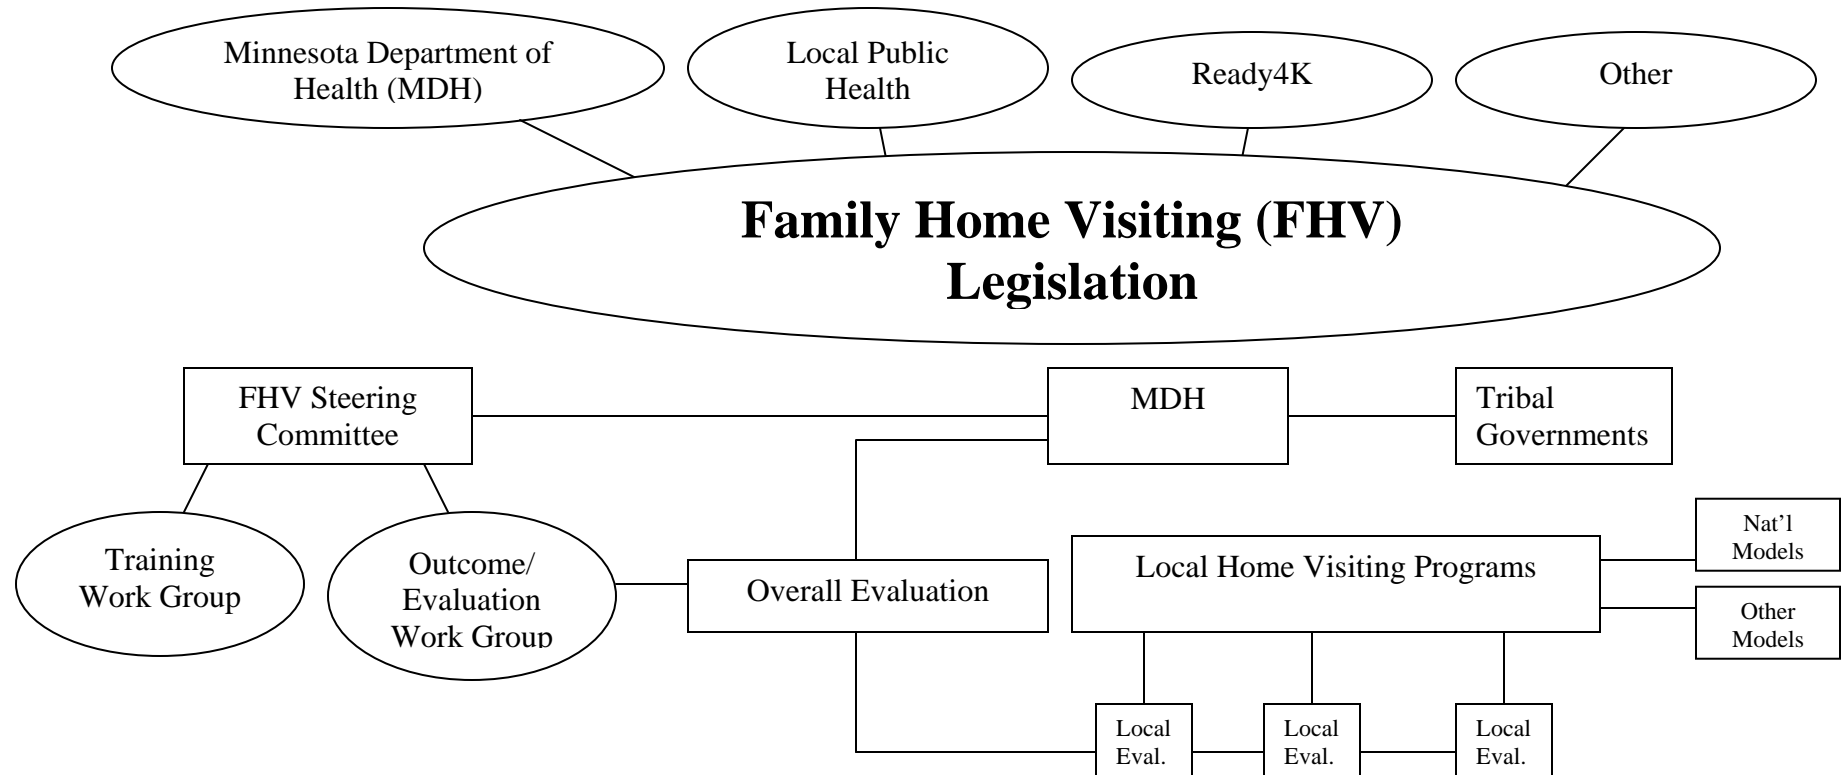 Minnesota Department of
Health (MDH)
Local Public
Health
Ready4K
Other
Family Home Visiting (FHV)
Legislation
FHV Steering
Committee
MDH
Tribal
Governments
Training
Work Group
Outcome/
Evaluation
Work Group
Overall Evaluation
Local Home Visiting Programs
Nat’l
Models
Other
Models
Local
Eval.
Local
Eval.
Local
Eval.